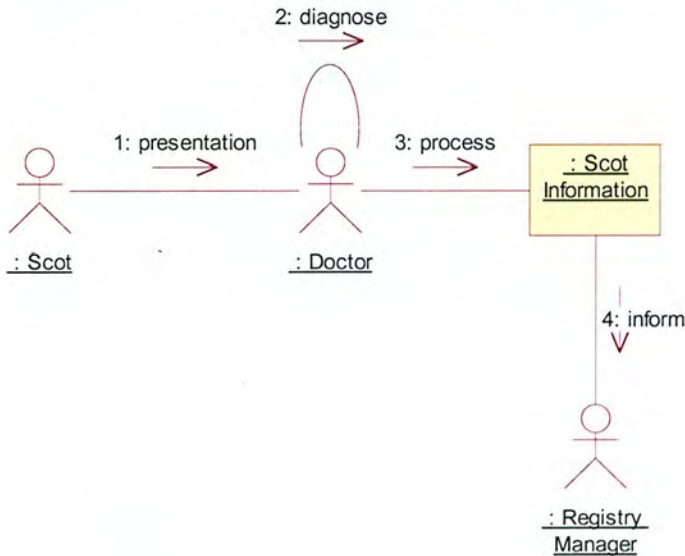 2: diagnose
1: presentation
3: process
: Scot
Information
: Scot
: Doctor
4: inform
: Registry
Manager